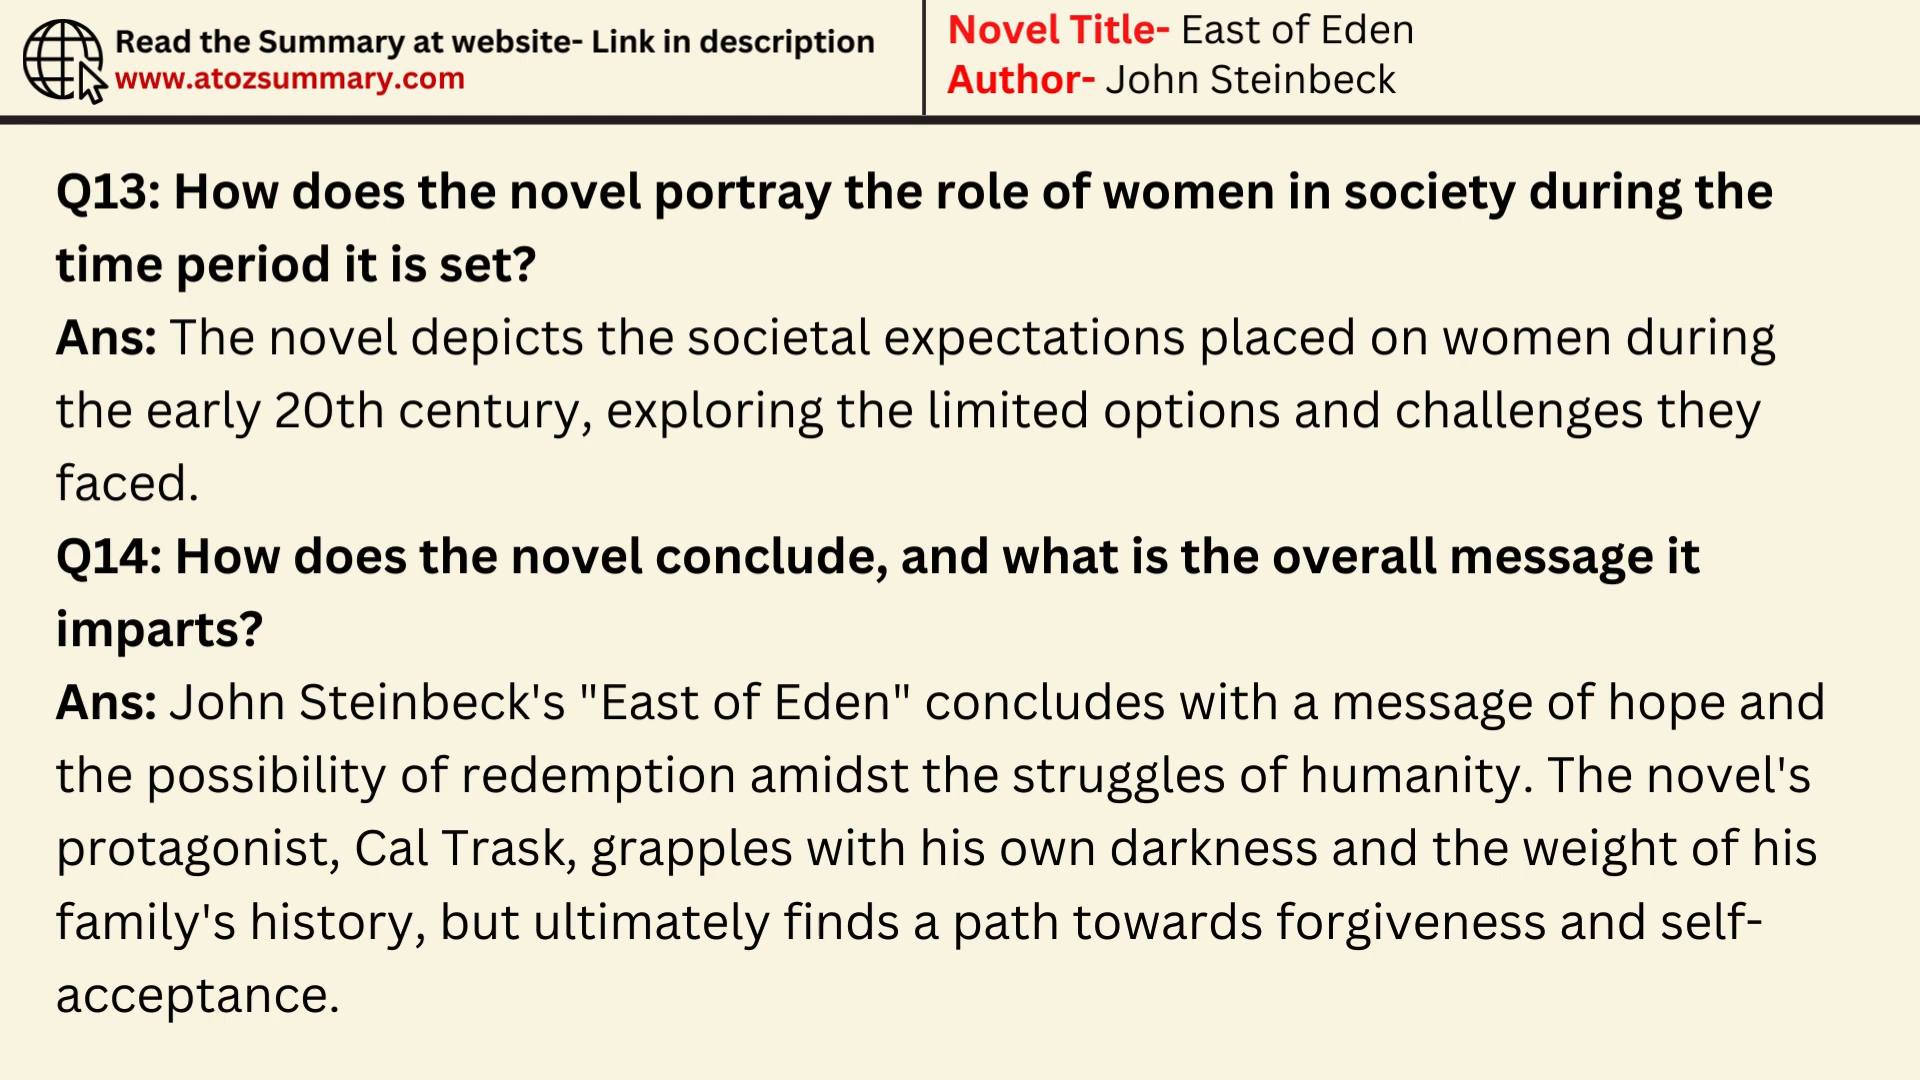 Read the Summary at website- Link in description
www.atozsummary.com
Novel Title- East of Eden
Author- John Steinbeck
Q13: How does the novel portray the role of women in society during the
time period it is set?
Ans: The novel depicts the societal expectations placed on women during
the early 20th century, exploring the limited options and challenges they
faced.
Q14: How does the novel conclude, and what is the overall message it
imparts?
Ans: John Steinbeck's "East of Eden" concludes with a message of hope and
the possibility of redemption amidst the struggles of humanity. The novel's
protagonist, Cal Trask, grapples with his own darkness and the weight of his
family's history, but ultimately finds a path towards forgiveness and self-
acceptance.